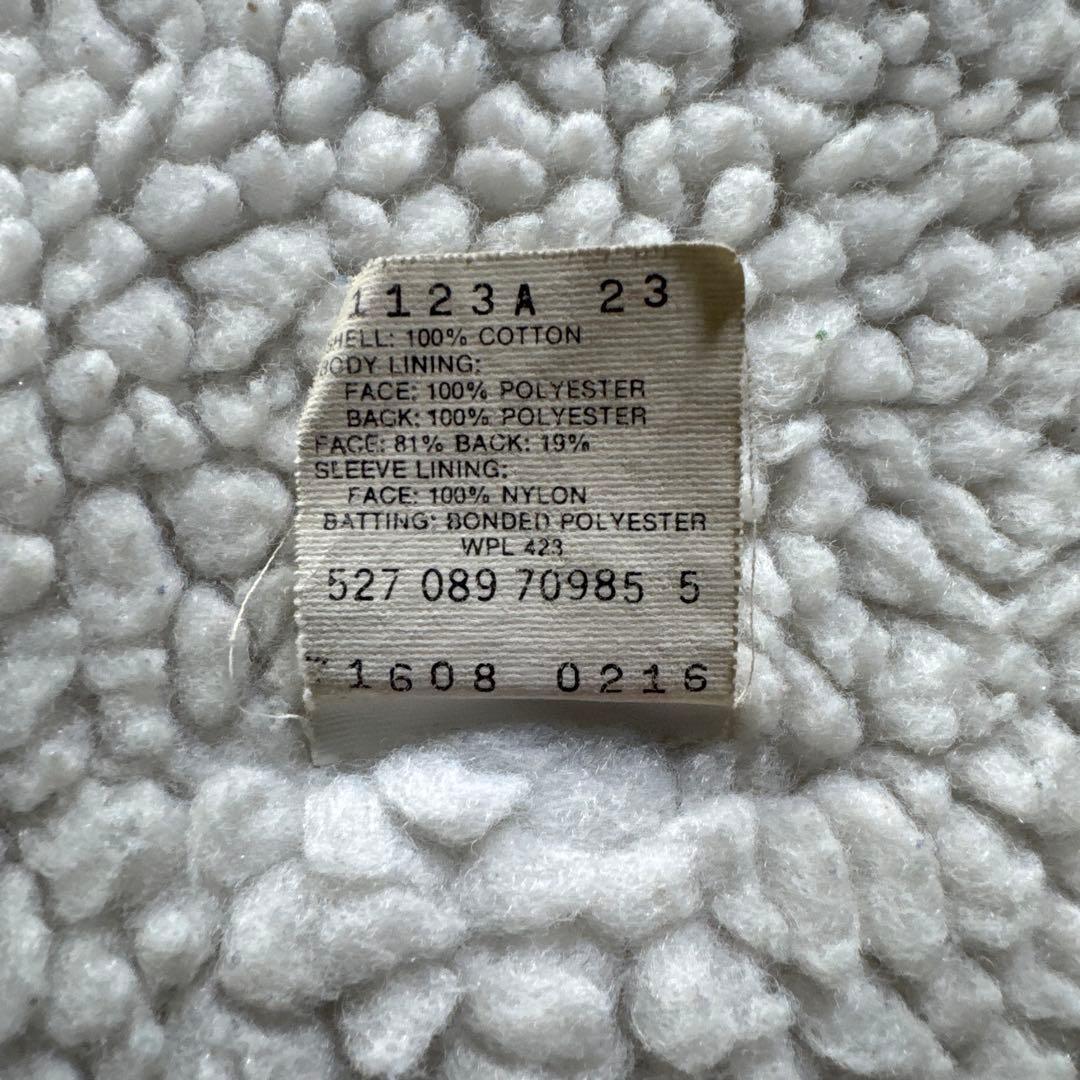 1123A 23
SHELL: 100% COTTON
BODY LINING:
FACE: 100% POLYESTER
BACK: 100% POLYESTER
FACE: 81% BACK: 19%
SLEEVE LINING:
FACE: 100% NYLON
BATTING: BONDED POLYESTER
WPL 423
527 089 70985 5
1608 0216